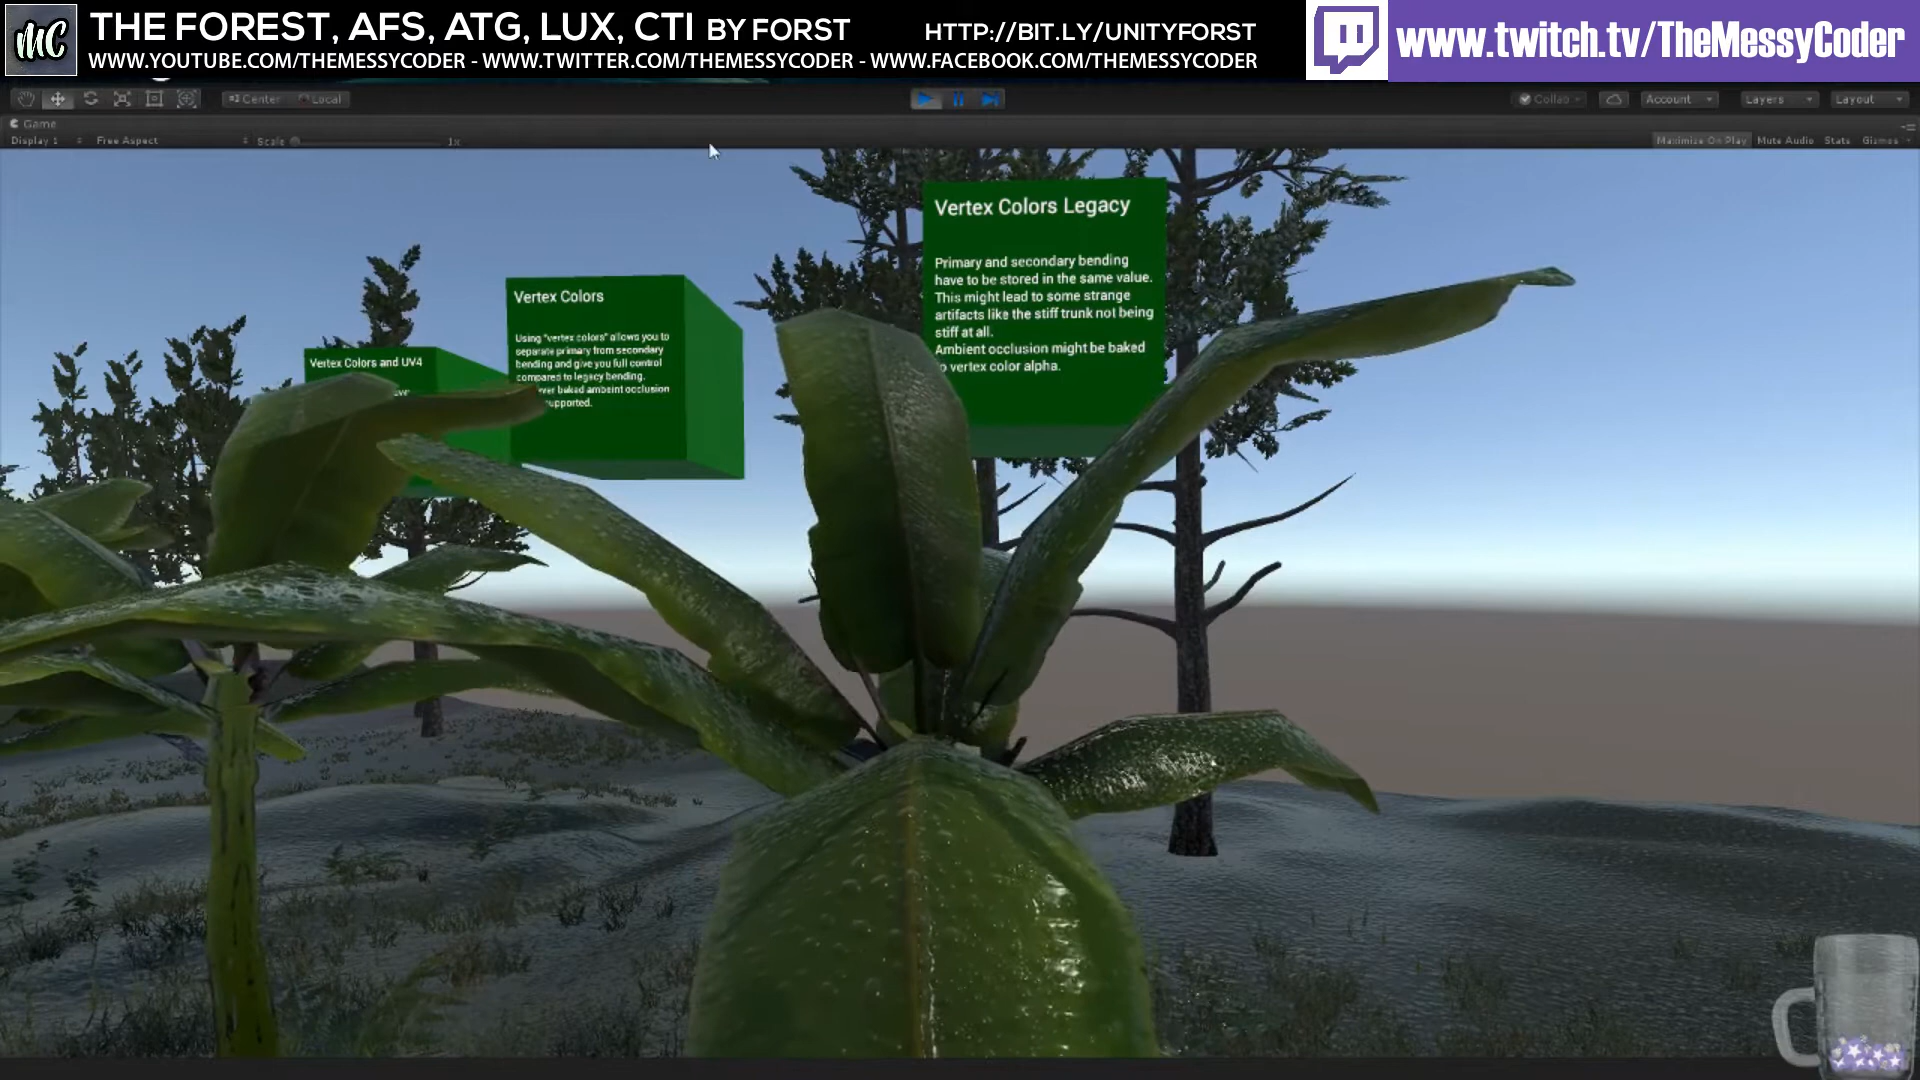 MC
THE FOREST, AFS, ATG, LUX, CTI BY FORST
HTTP://BIT.LY/UNITYFORST
WWW.YOUTUBE.COM/THEMESSYCODER - WWW.TWITTER.COM/THEMESSYCODER - WWW.FACEBOOK.COM/THEMESSYCODER
www.twitch.tv/TheMessyCoder
Center
Local
Collab
Account
Layers
Layout
Game
Display 1
Free Aspect
Scale
1x
Maximize On Play
Mute Audio
Stats
Gizmos
Vertex Colors Legacy
Primary and secondary bending
have to be stored in the same value.
This might lead to some strange
artifacts like the stiff trunk not being
stiff at all.
Ambient occlusion might be baked
vertex color alpha.
Vertex Colors
Using "vertex colors" allows you to
separate primary from secondary
bending and give you full control
compared to legacy bending.
baked ambeint occlusion
Vertex Colors and UV4